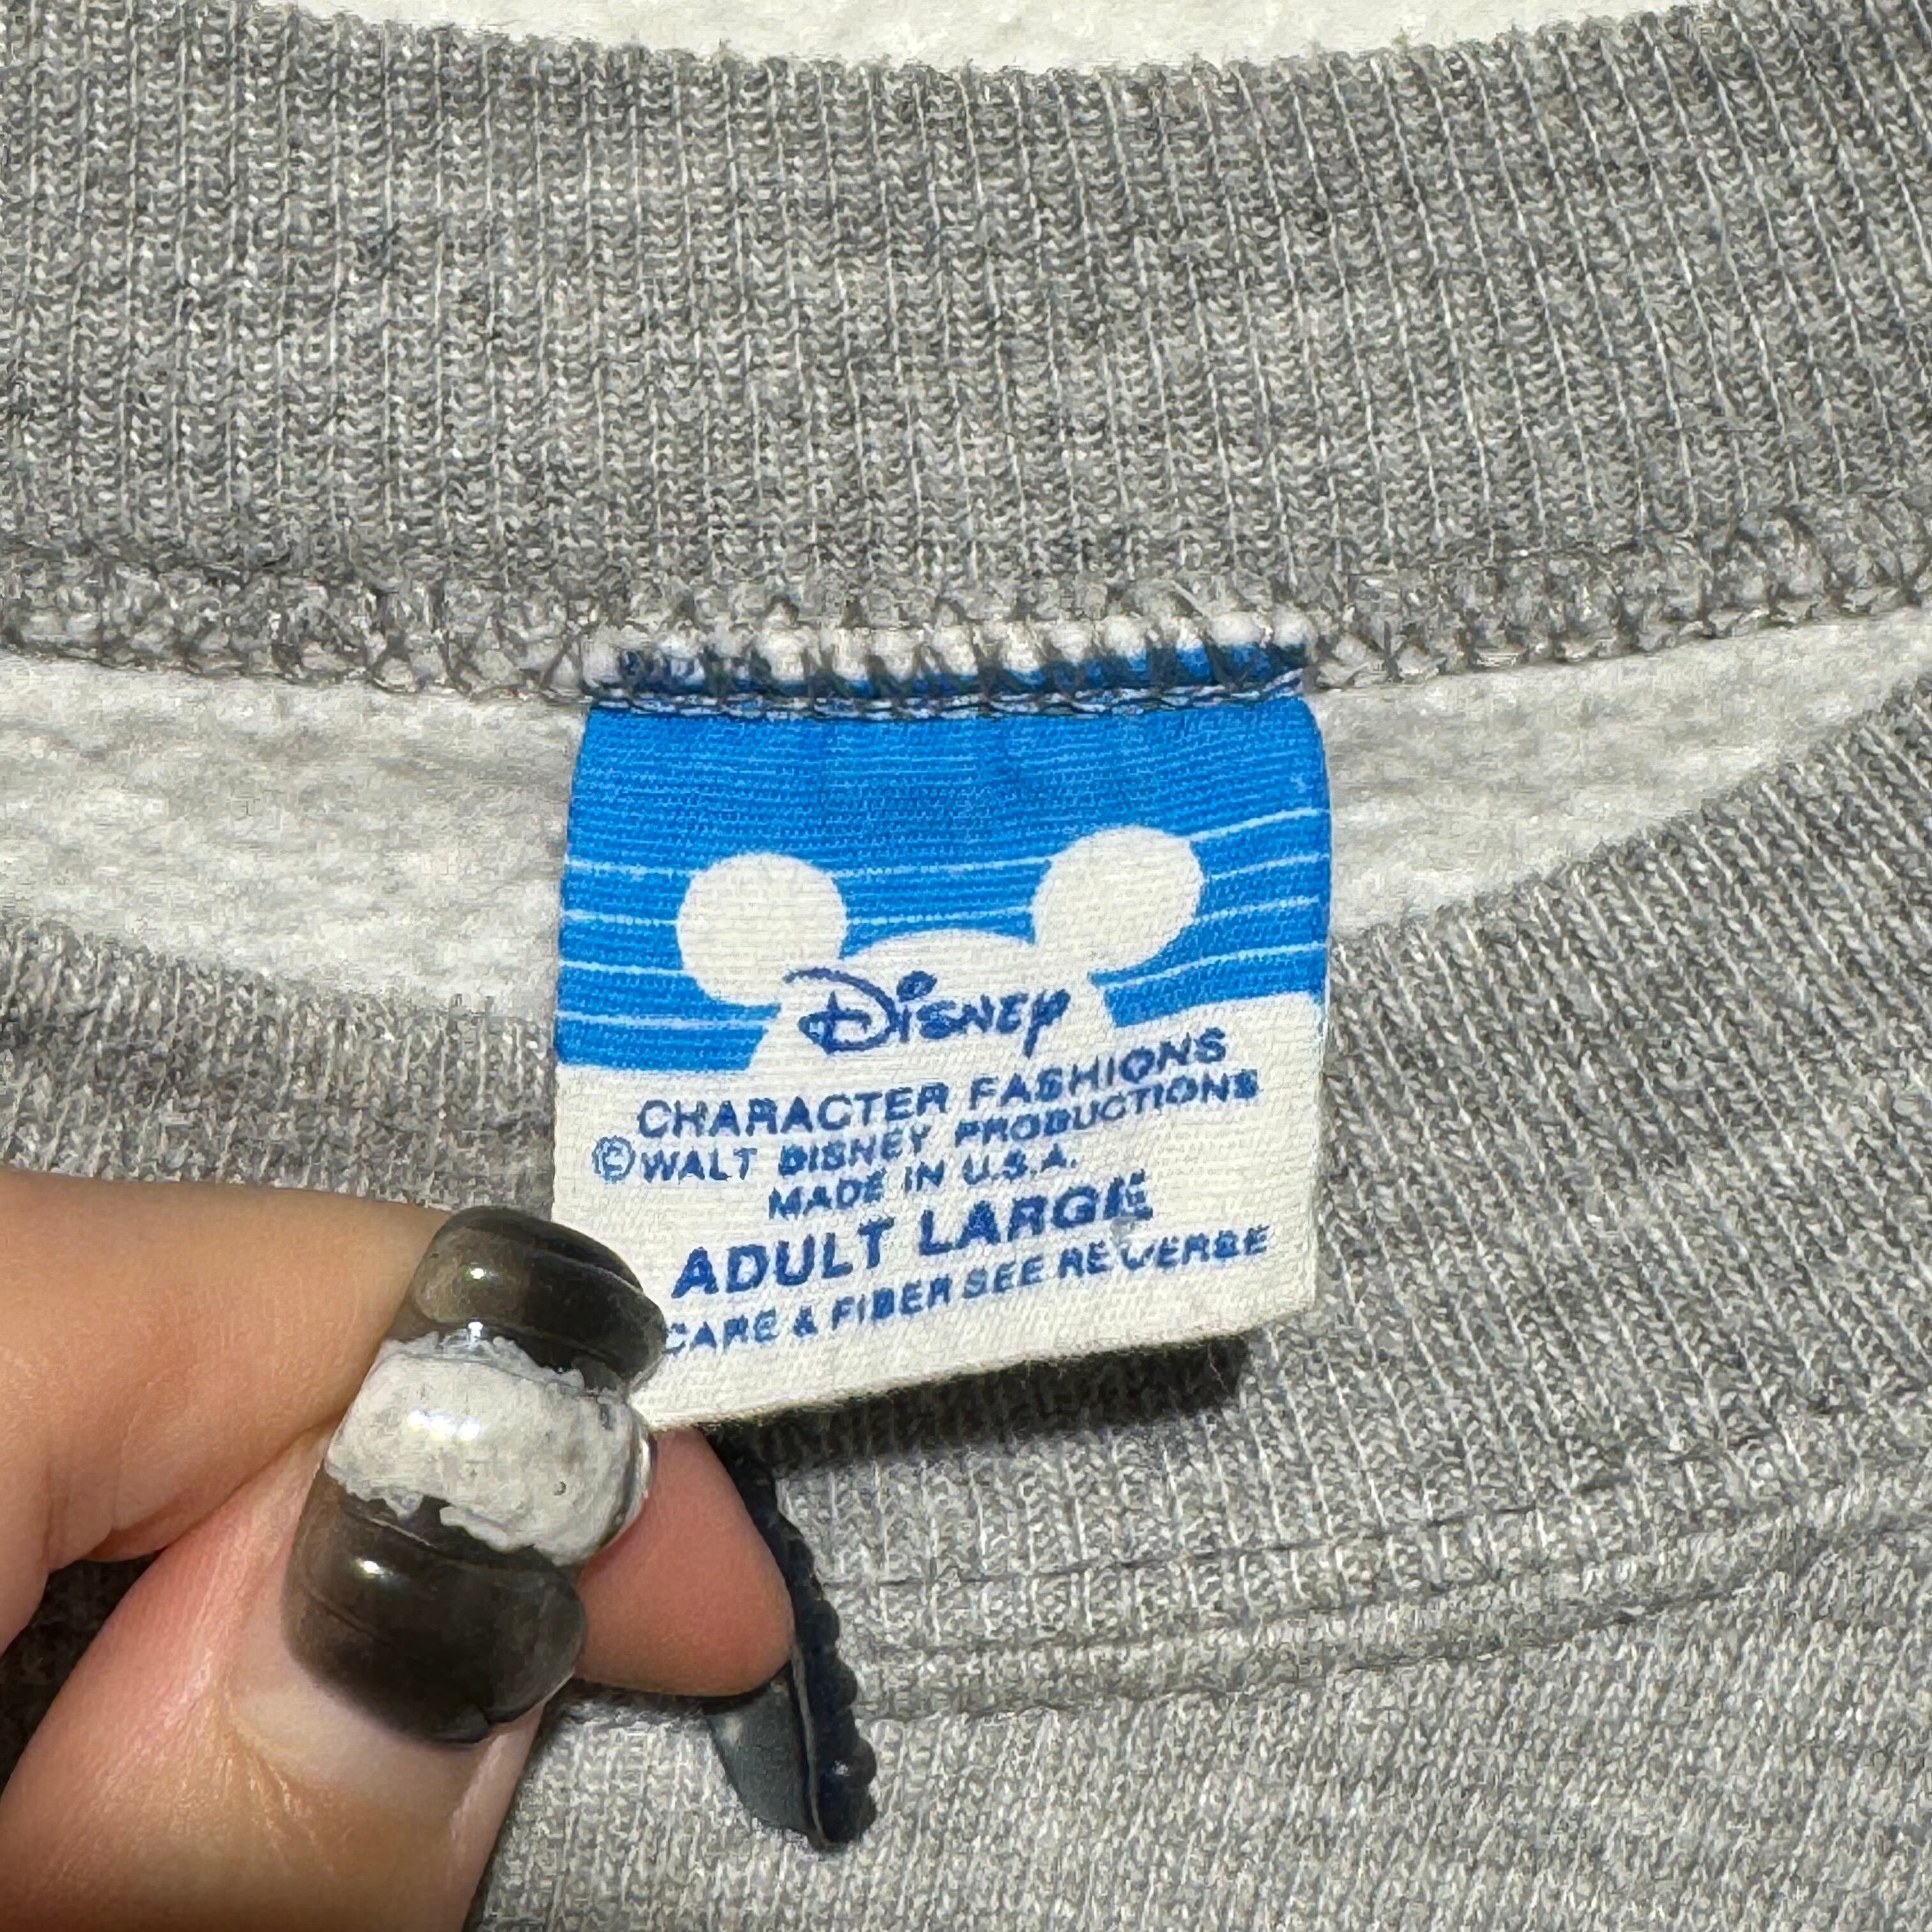 Disney
CHARACTER FASHIONS
©WALT DISNEY PRODUCTIONS
MADE IN U.S.A.
ADULT LARGE
CARE & FIBER SEE REVERSE